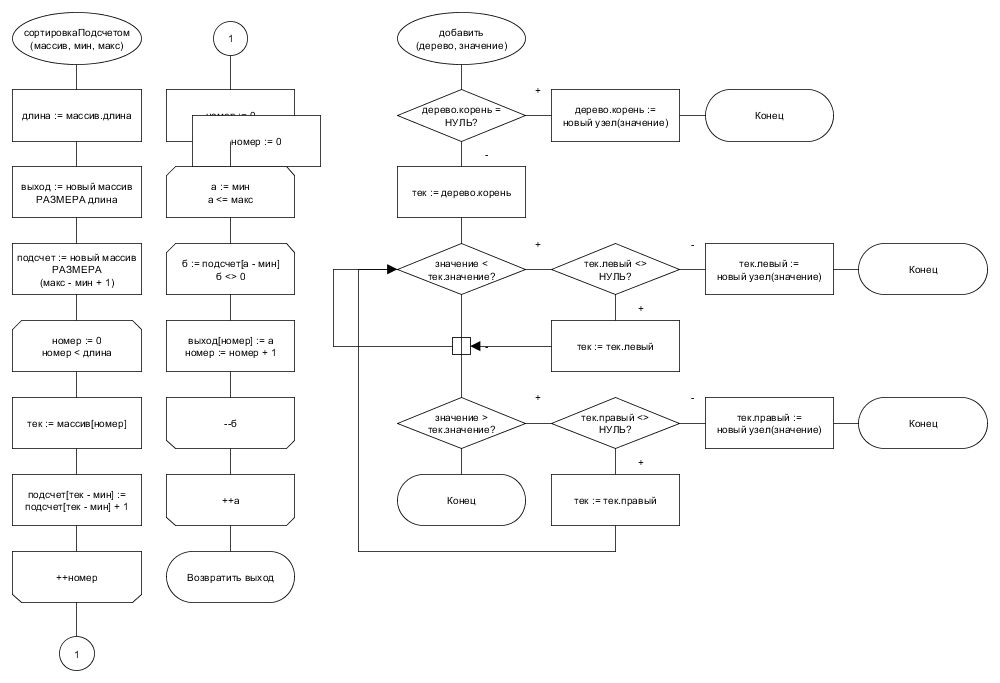 сортировкаПодсчетом
(массив, мин, макс)
длина := массив.длина
выход := новый массив
РАЗМЕРА длина
подсчет := новый массив
РАЗМЕРА
(макс - мин + 1)
номер := 0
номер < длина
тек := массив[номер]
подсчет[тек - мин] :=
подсчет[тек - мин] + 1
++номер
1
1
номер := 0
номер := 0
а := мин
а <= макс
б := подсчет[а - мин]
б <> 0
выход[номер] := а
номер := номер + 1
--б
++а
Возвратить выход
добавить
(дерево, значение)
дерево.корень =
НУЛЬ?
+
дерево.корень :=
новый узел(значение)
Конец
-
тек := дерево.корень
значение <
тек.значение?
+
тек.левый <>
НУЛЬ?
-
тек.левый :=
новый узел(значение)
Конец
+
тек := тек.левый
-
значение >
тек.значение?
+
тек.правый <>
НУЛЬ?
-
тек.правый :=
новый узел(значение)
Конец
+
Конец
тек := тек.правый